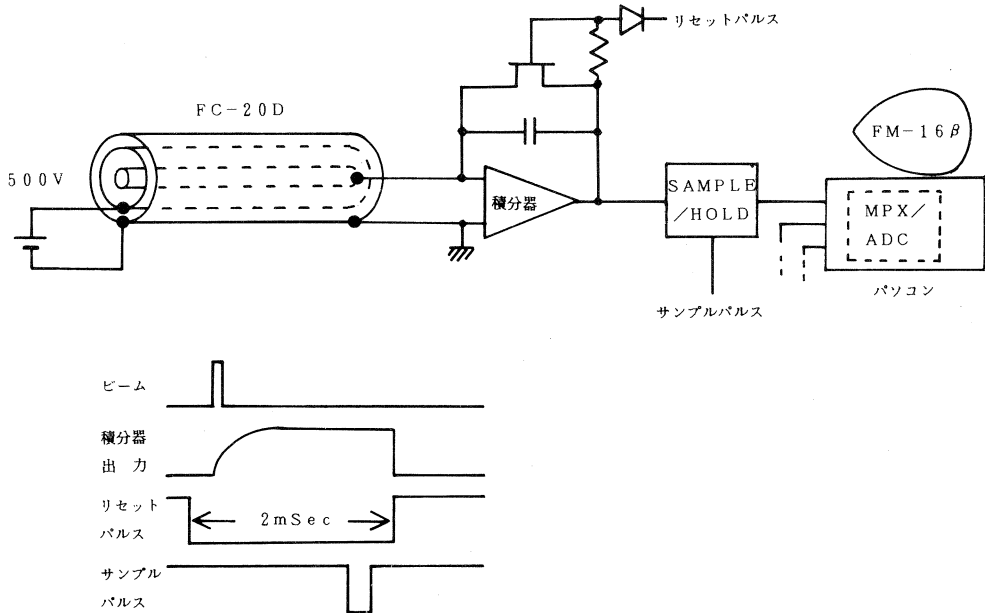 リセットパルス
FC-20D
500V
FM-16β
積分器
SAMPLE
/HOLD
MPX/
ADC
パソコン
サンプルパルス
ビーム
積分器
出力
リセット
パルス
2mSec
サンプル
パルス